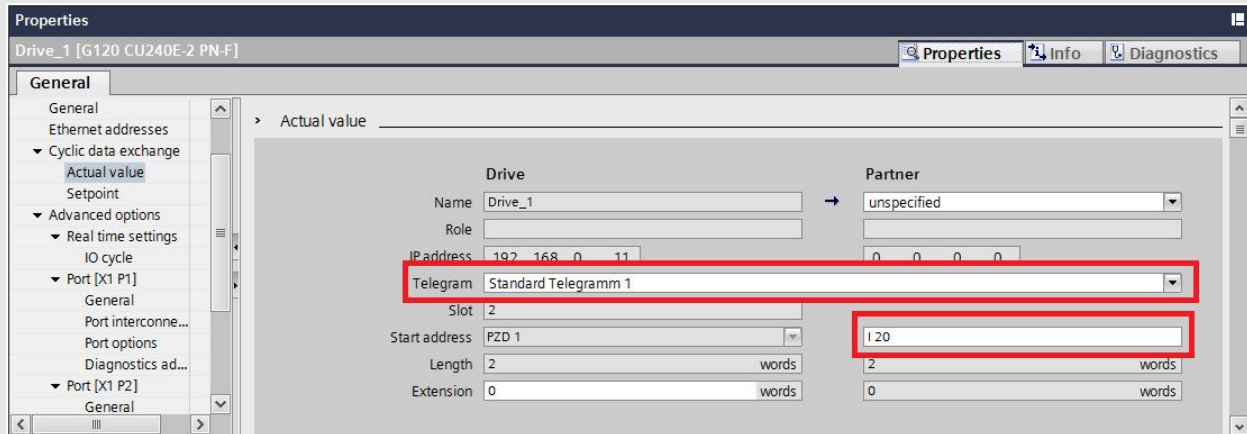 Properties
Drive_1 [G120 CU240E-2 PN-F]
Properties Info Diagnostics
General
General
Ethernet addresses
Cyclic data exchange
Actual value
Setpoint
Advanced options
Real time settings
IO cycle
Port [X1 P1]
General
Port interconne...
Port options
Diagnostics ad...
Port [X1 P2]
General
> Actual value
Drive Partner
Name Drive_1 → unspecified
Role
IP address 192 . 168 . 0 . 11 0 . 0 . 0 . 0
Telegram Standard Telegramm 1
Slot 2
Start address PZD 1 I 20
Length 2 words 2 words
Extension 0 words 0 words